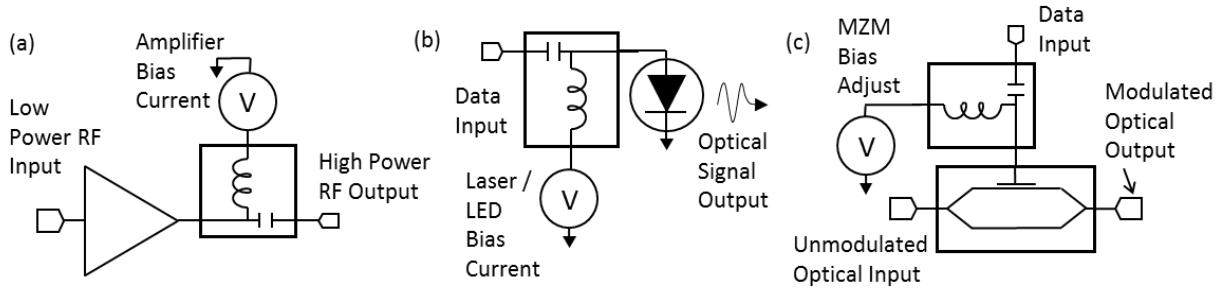 (a)
Amplifier
Bias
Current
V
Low
Power RF
Input
High Power
RF Output
(b)
Data
Input
Laser /
LED
Bias
Current
V
Optical
Signal
Output
(c)
MZM
Bias
Adjust
Data
Input
V
Modulated
Optical
Output
Unmodulated
Optical Input